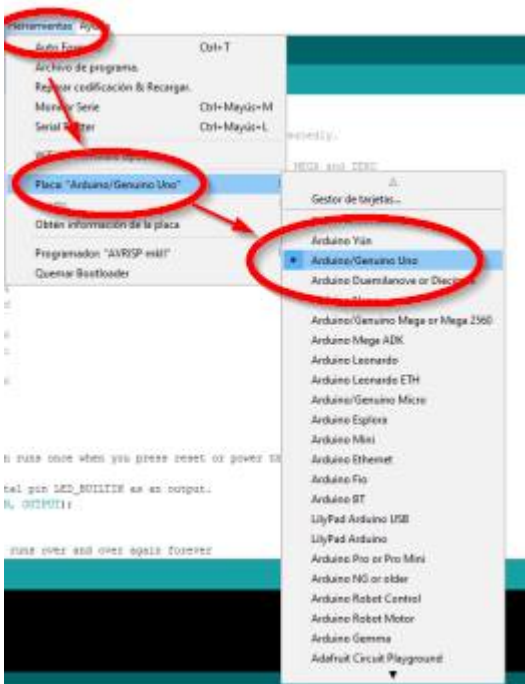 Herramientas Ayuda
Auto Ctrl+T
Archivo de programa.
Reparar codificación & Recargar.
Monitor Serie Ctrl+Mayús+M
Serial Plotter Ctrl+Mayús+L
Placa: "Arduino/Genuino Uno"
Obtén información de la placa
Programador: "AVRISP mkII"
Quemar Bootloader
MEGA and ZERO
Gestor de tarjetas...
Arduino Yún
Arduino/Genuino Uno
Arduino Duemilanove or
Arduino/Genuino Mega or Mega 2560
Arduino Mega ADK
Arduino Leonardo
Arduino Leonardo ETH
Arduino/Genuino Micro
Arduino Esplora
Arduino Mini
Arduino Ethernet
Arduino Fio
Arduino BT
LilyPad Arduino USB
LilyPad Arduino
Arduino Pro or Pro Mini
Arduino NG or older
Arduino Robot Control
Arduino Robot Motor
Arduino Gemma
Adafruit Circuit Playground
n runs once when you press reset or power
tal pin LED_BUILTIN as an output.
N, OUTPUT);
runs over and over again forever